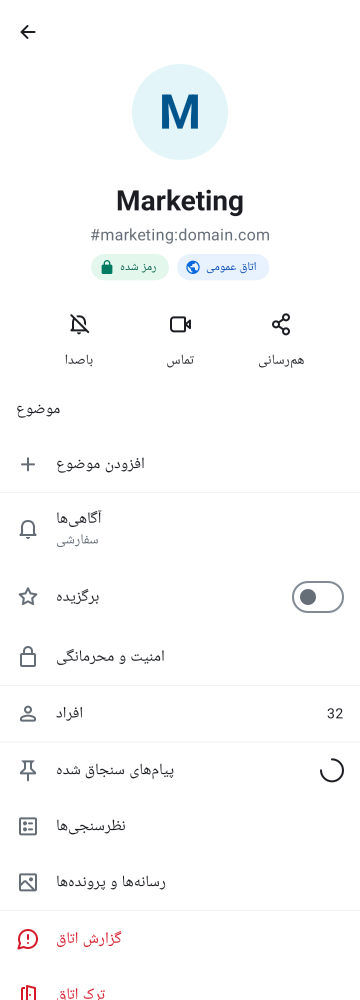 M
Marketing
#marketing:domain.com
رمز شده
اتاق عمومی
باصدا
تماس
هم‌رسانی
موضوع
افزودن موضوع
آگاهی‌ها
سفارشی
برگزیده
امنیت و محرمانگی
افراد
32
پیام‌های سنجاق شده
نظرسنجی‌ها
رسانه‌ها و پرونده‌ها
گزارش اتاق
ترک اتاق